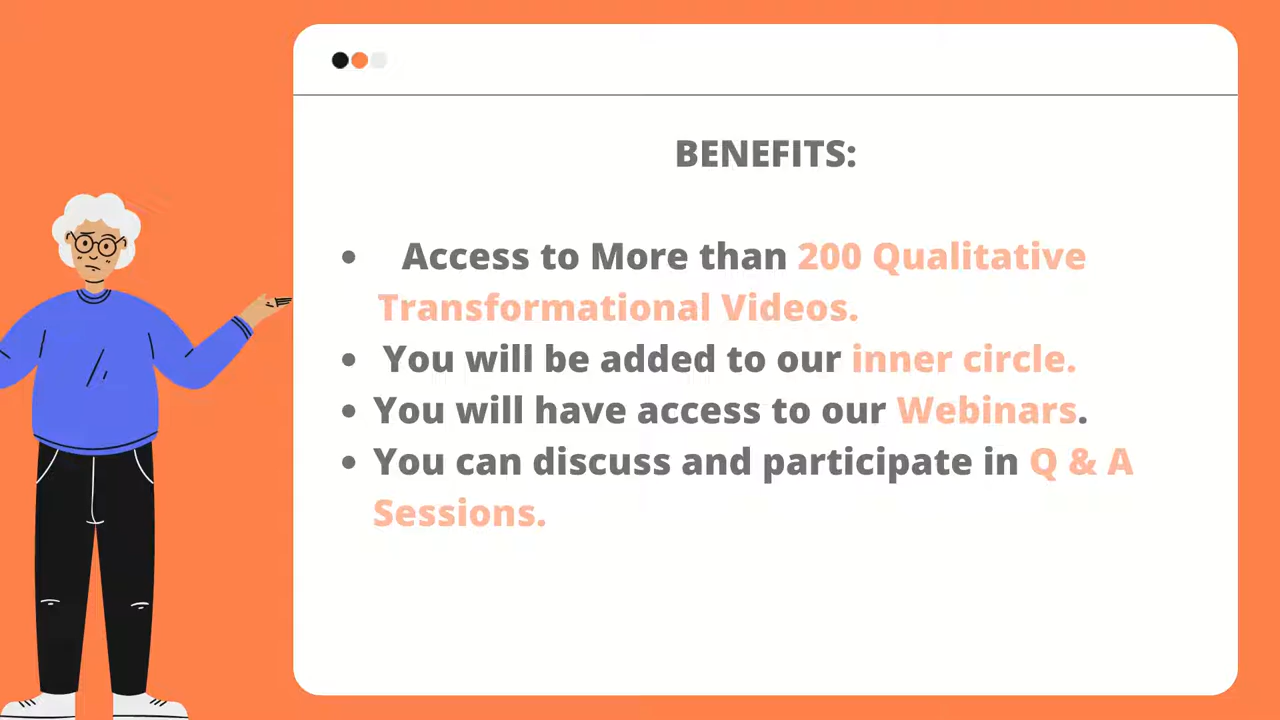 BENEFITS:
• Access to More than 200 Qualitative
Transformational Videos.
• You will be added to our inner circle.
• You will have access to our Webinars.
• You can discuss and participate in Q & A
Sessions.